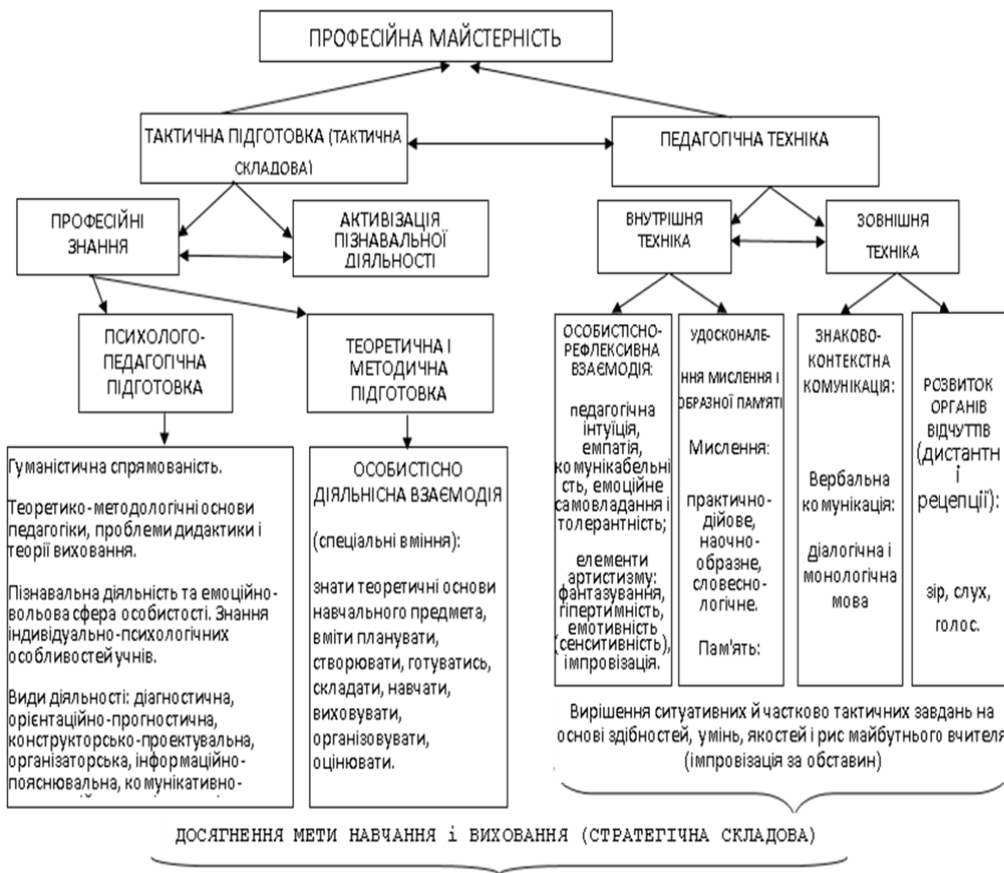 ПРОФЕСІЙНА МАЙСТЕРНІСТЬ
ТАКТИЧНА ПІДГОТОВКА (ТАКТИЧНА
СКЛАДОВА)
ПЕДАГОГІЧНА ТЕХНІКА
ПРОФЕСІЙНІ
ЗНАННЯ
АКТИВІЗАЦІЯ
ПІЗНАВАЛЬНОЇ
ДІЯЛЬНОСТІ
ВНУТРІШНЯ
ТЕХНІКА
ЗОВНІШНЯ
ТЕХНІКА
ПСИХОЛОГО-
ПЕДАГОГІЧНА
ПІДГОТОВКА
ТЕОРЕТИЧНА І
МЕТОДИЧНА
ПІДГОТОВКА
Гуманістична спрямованість.
Теоретико-методологічні основи
педагогіки, проблеми дидактики і
теорії виховання.
Пізнавальна діяльність та емоційно-
вольова сфера особистості. Знання
індивідуально-психологічних
особливостей учнів.
Види діяльності: діагностична,
орієнтаційно-прогностична,
конструкторсько-проектувальна,
організаторська, інформаційно-
пояснювальна, комунікативно-
ОСОБИСТІСНО
ДІЯЛЬНІСНА ВЗАЄМОДІЯ
(спеціальні вміння):
знати теоретичні основи
навчального предмета,
вміти планувати,
створювати, готуватись,
складати, навчати,
виховувати,
організовувати,
оцінювати.
ОСОБИСТІСНО-
РЕФЛЕКСИВНА
ВЗАЄМОДІЯ:
педагогічна
інтуїція,
емпатія,
комунікабельні
сть, емоційне
самовладання і
толерантність;
елементи
артистизму:
фантазування,
гіпертимність,
емотивність
(сенситивність),
імпровізація.
УДОСКОНАЛЕ-
ННЯ МИСЛЕННЯ І
ОБРАЗНОЇ ПАМ'ЯТІ
Мислення:
практично-
дійове,
наочно-
образне,
словесно-
логічне.
Пам'ять:
ЗНАКОВО-
КОНТЕКСТНА
КОМУНІКАЦІЯ:
Вербальна
комунікація:
діалогічна і
монологічна
мова
РОЗВИТОК
ОРГАНІВ
ВІДЧУТТІВ
(дистантн
і
рецепції):
зір, слух,
голос.
Вирішення ситуативних й частково тактичних завдань на
основі здібностей, умінь, якостей і рис майбутнього вчителя
(імпровізація за обставин)
ДОСЯГНЕННЯ МЕТИ НАВЧАННЯ і ВИХОВАННЯ (СТРАТЕГІЧНА СКЛАДОВА)